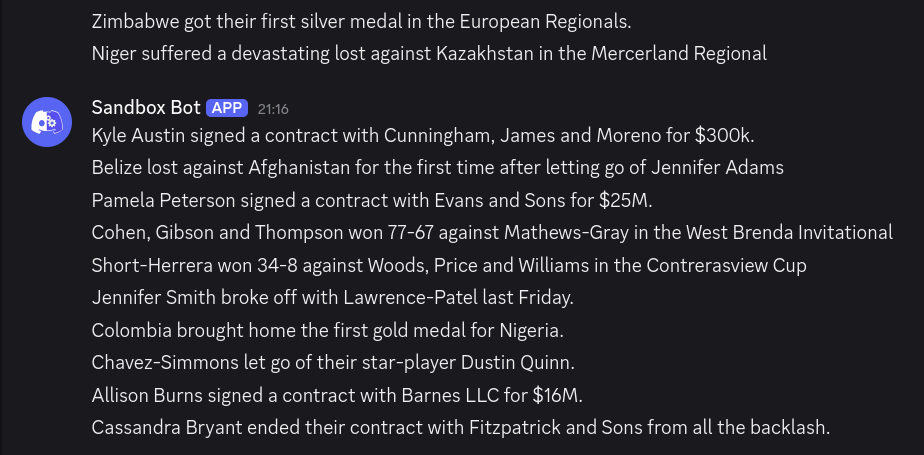 Zimbabwe got their first silver medal in the European Regionals.
Niger suffered a devastating lost against Kazakhstan in the Mercerland Regional
Sandbox Bot APP 21:16
Kyle Austin signed a contract with Cunningham, James and Moreno for $300k.
Belize lost against Afghanistan for the first time after letting go of Jennifer Adams
Pamela Peterson signed a contract with Evans and Sons for $25M.
Cohen, Gibson and Thompson won 77-67 against Mathews-Gray in the West Brenda Invitational
Short-Herrera won 34-8 against Woods, Price and Williams in the Contrerasview Cup
Jennifer Smith broke off with Lawrence-Patel last Friday.
Colombia brought home the first gold medal for Nigeria.
Chavez-Simmons let go of their star-player Dustin Quinn.
Allison Burns signed a contract with Barnes LLC for $16M.
Cassandra Bryant ended their contract with Fitzpatrick and Sons from all the backlash.